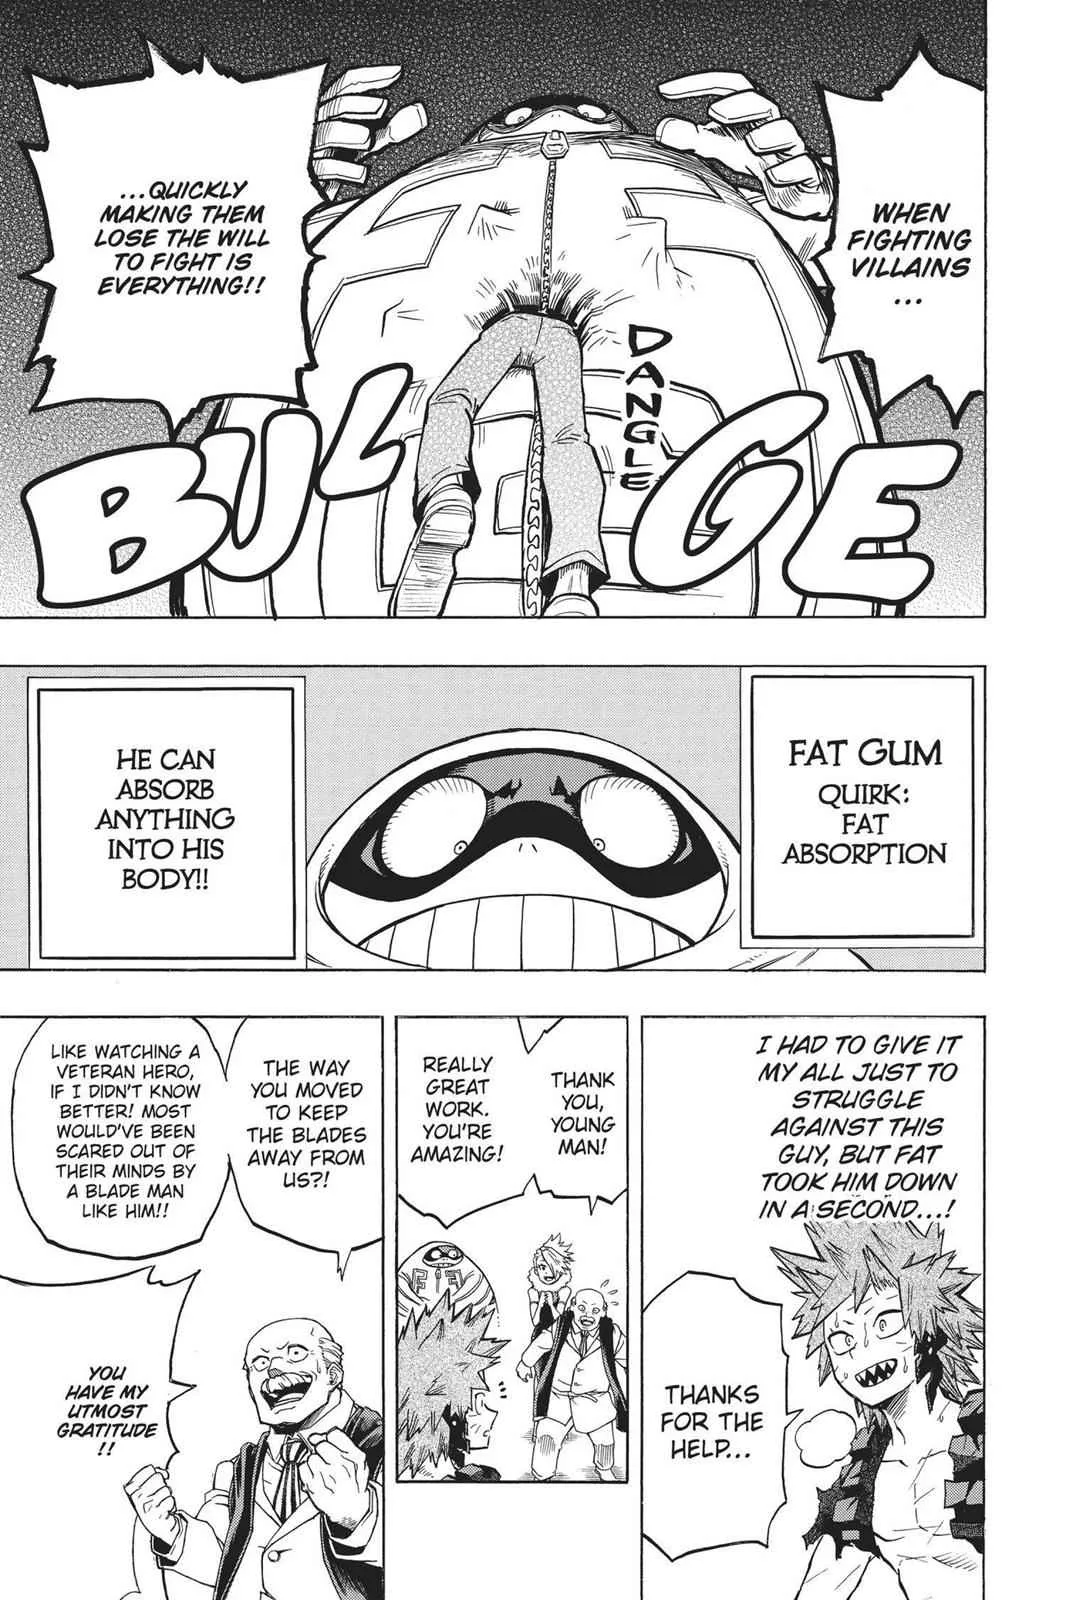 WHEN
FIGHTING
VILLAINS
...
...QUICKLY
MAKING THEM
LOSE THE WILL
TO FIGHT IS
EVERYTHING!!
DANGLE
BULGE
FAT GUM
QUIRK:
FAT
ABSORPTION
HE CAN
ABSORB
ANYTHING
INTO HIS
BODY!!
I HAD TO GIVE IT
MY ALL JUST TO
STRUGGLE
AGAINST THIS
GUY, BUT FAT
TOOK HIM DOWN
IN A SECOND...!
THANKS
FOR THE
HELP...
THANK
YOU,
YOUNG
MAN!
REALLY
GREAT
WORK.
YOU'RE
AMAZING!
THE WAY
YOU MOVED
TO KEEP
THE BLADES
AWAY FROM
US?!
LIKE WATCHING A
VETERAN HERO,
IF I DIDN'T KNOW
BETTER! MOST
WOULD'VE BEEN
SCARED OUT OF
THEIR MINDS BY
A BLADE MAN
LIKE HIM!!
YOU
HAVE MY
UTMOST
GRATITUDE
!!